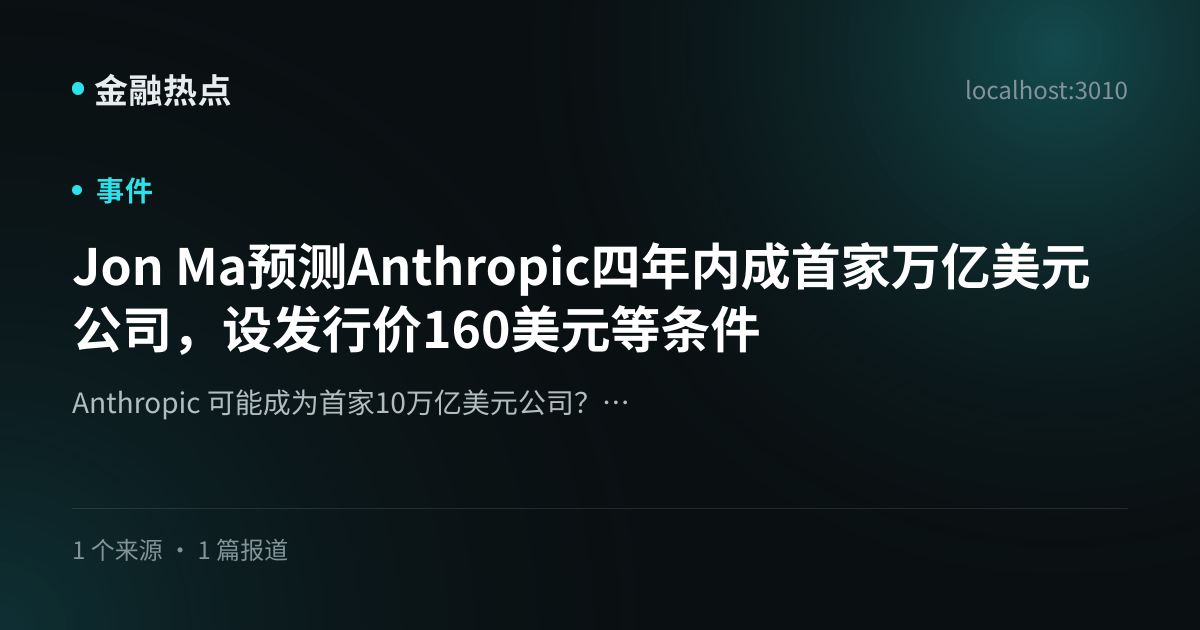 金融热点
localhost:3010
事件
Jon Ma预测Anthropic四年内成首家万亿美元
公司，设发行价160美元等条件
Anthropic 可能成为首家10万亿美元公司？…
1 个来源 · 1 篇报道